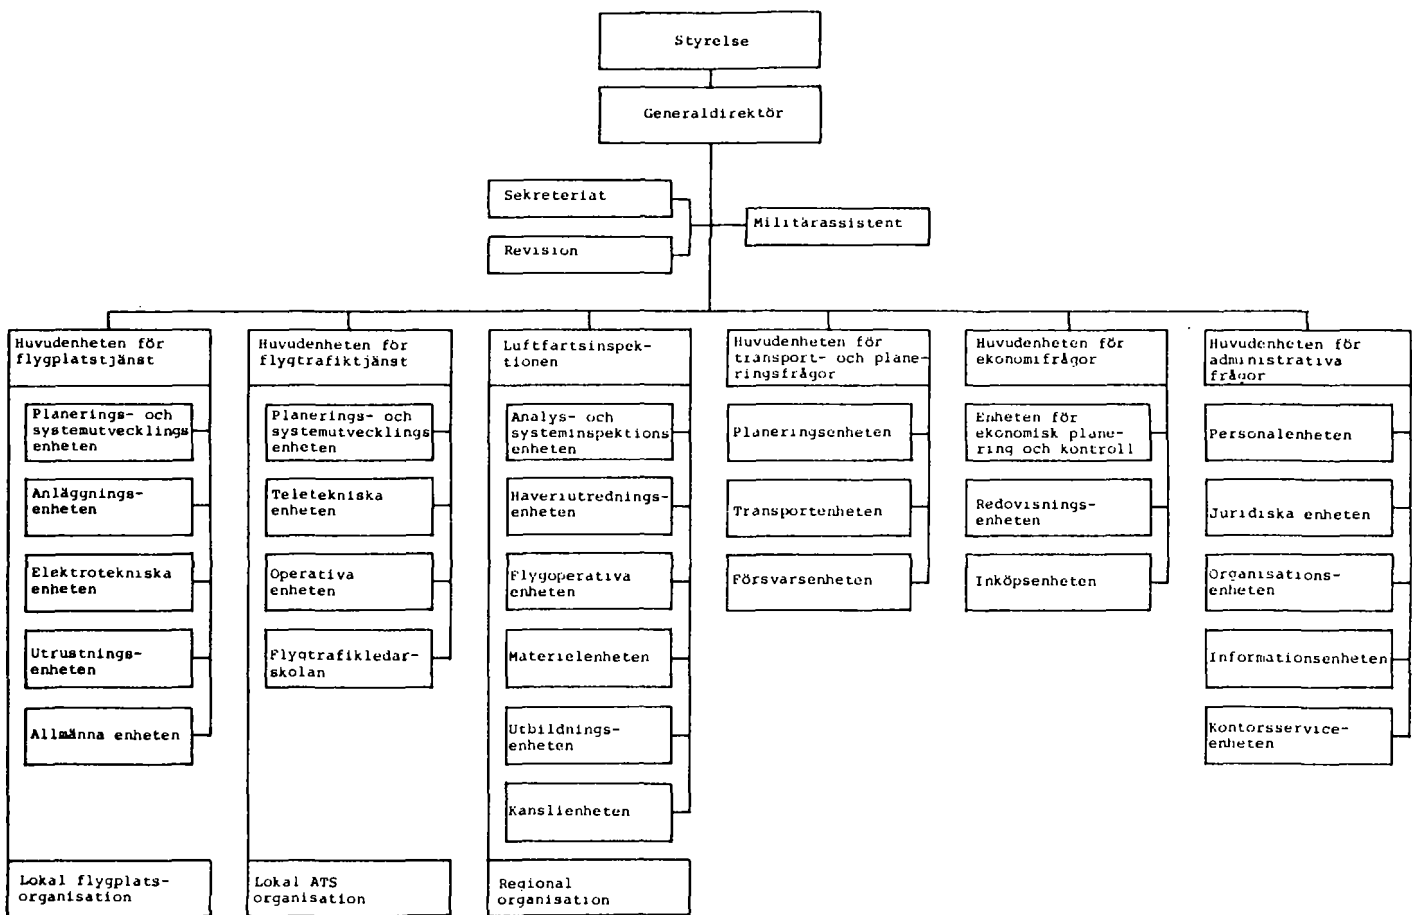 Styrelse
Generaldirektör
Sekreteriat
Militärassistent
Revision
Huvudenheten för
flygplatstjänst
Planerings- och
systemutvecklings
enheten
Anläggnings-
enheten
Elektrotekniska
enheten
Utrustnings-
enheten
Allmänna enheten
Lokal flygplats-
organisation
Huvudenheten för
flygtrafiktjänst
Planerings- och
systemutvecklings
enheten
Teletekniska
enheten
Operativa
enheten
Flygtrafikledar-
skolan
Lokal ATS
organisation
Luftfartsinspek-
tionen
Analys- och
systeminspektions
enheten
Haveriutrednings-
enheten
Flygoperativa
enheten
Materielenheten
Utbildnings-
enheten
Kanslienheten
Regional
organisation
Huvudenheten för
transport- och plane-
ringsfrågor
Planeringsenheten
Transportenheten
Försvarsenheten
Huvudenheten för
ekonomifrågor
Enheten för
ekonomisk plane-
ring och kontroll
Redovisnings-
enheten
Inköpsenheten
Huvudenheten för
administrativa
frågor
Personalenheten
Juridiska enheten
Organisations-
enheten
Informationsenheten
Kontorsservice-
enheten